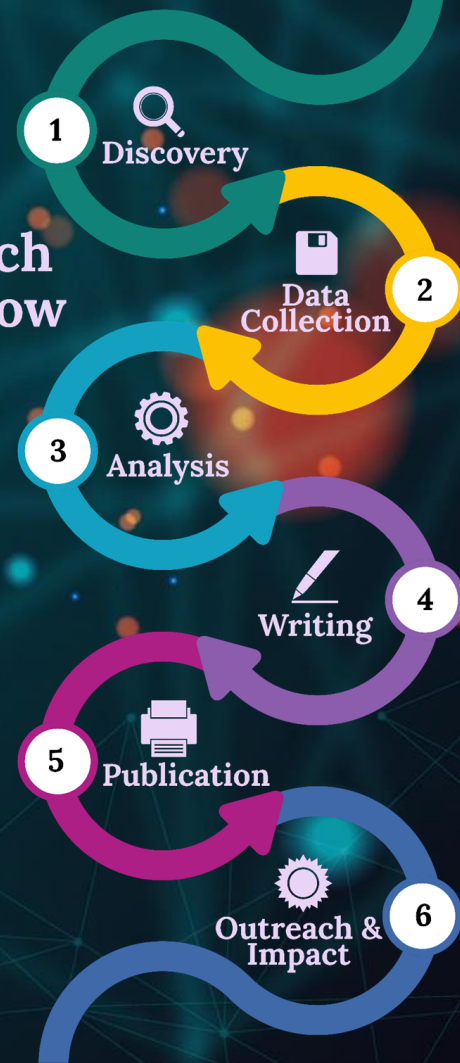 1
Discovery
ch
ow
2
Data
Collection
3
Analysis
4
Writing
5
Publication
6
Outreach &
Impact